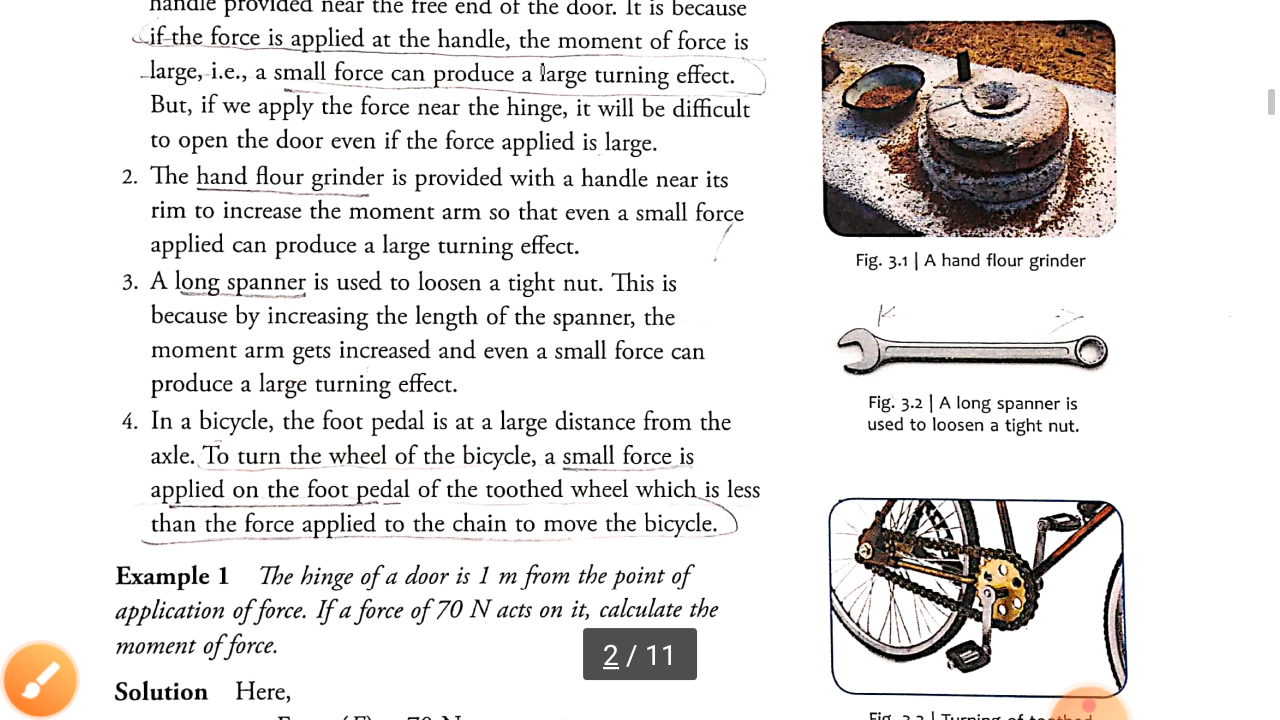 handle provided near the free end of the door. It is because
if the force is applied at the handle, the moment of force is
large, i.e., a small force can produce a large turning effect.
But, if we apply the force near the hinge, it will be difficult
to open the door even if the force applied is large.
2. The hand flour grinder is provided with a handle near its
rim to increase the moment arm so that even a small force
applied can produce a large turning effect.
3. A long spanner is used to loosen a tight nut. This is
because by increasing the length of the spanner, the
moment arm gets increased and even a small force can
produce a large turning effect.
4. In a bicycle, the foot pedal is at a large distance from the
axle. To turn the wheel of the bicycle, a small force is
applied on the foot pedal of the toothed wheel which is less
than the force applied to the chain to move the bicycle.
Example 1 The hinge of a door is 1 m from the point of
application of force. If a force of 70 N acts on it, calculate the
moment of force.
Solution Here,
Fig. 3.1 | A hand flour grinder
Fig. 3.2 | A long spanner is
used to loosen a tight nut.
2 / 11